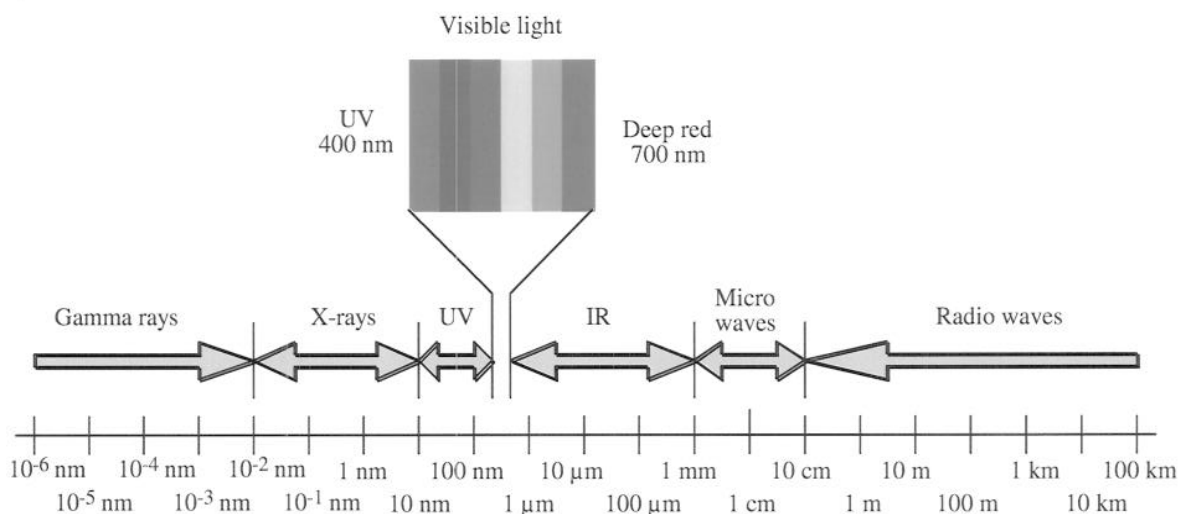 Visible light
UV
400 nm
Deep red
700 nm
Gamma rays
X-rays
UV
IR
Micro
waves
Radio waves
10⁻⁶ nm 10⁻⁴ nm 10⁻² nm 1 nm 100 nm 10 µm 1 mm 10 cm 10 m 1 km 100 km
10⁻⁵ nm 10⁻³ nm 10⁻¹ nm 10 nm 1 µm 100 µm 1 cm 1 m 100 m 10 km